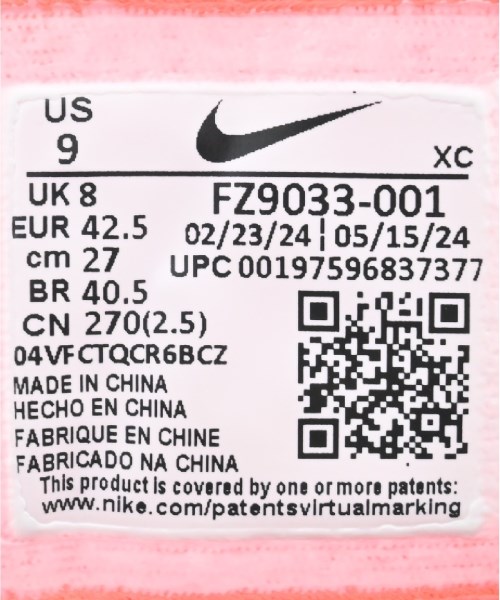 US
9
XC
UK 8
FZ9033-001
EUR 42.5
02/23/24 | 05/15/24
cm 27
UPC 00197596837377
BR 40.5
CN 270(2.5)
04VFCTQCR6BCZ
MADE IN CHINA
HECHO EN CHINA
FABRIQUE EN CHINE
FABRICADO NA CHINA
This product is covered by one or more patents:
www.nike.com/patentsvirtualmarking